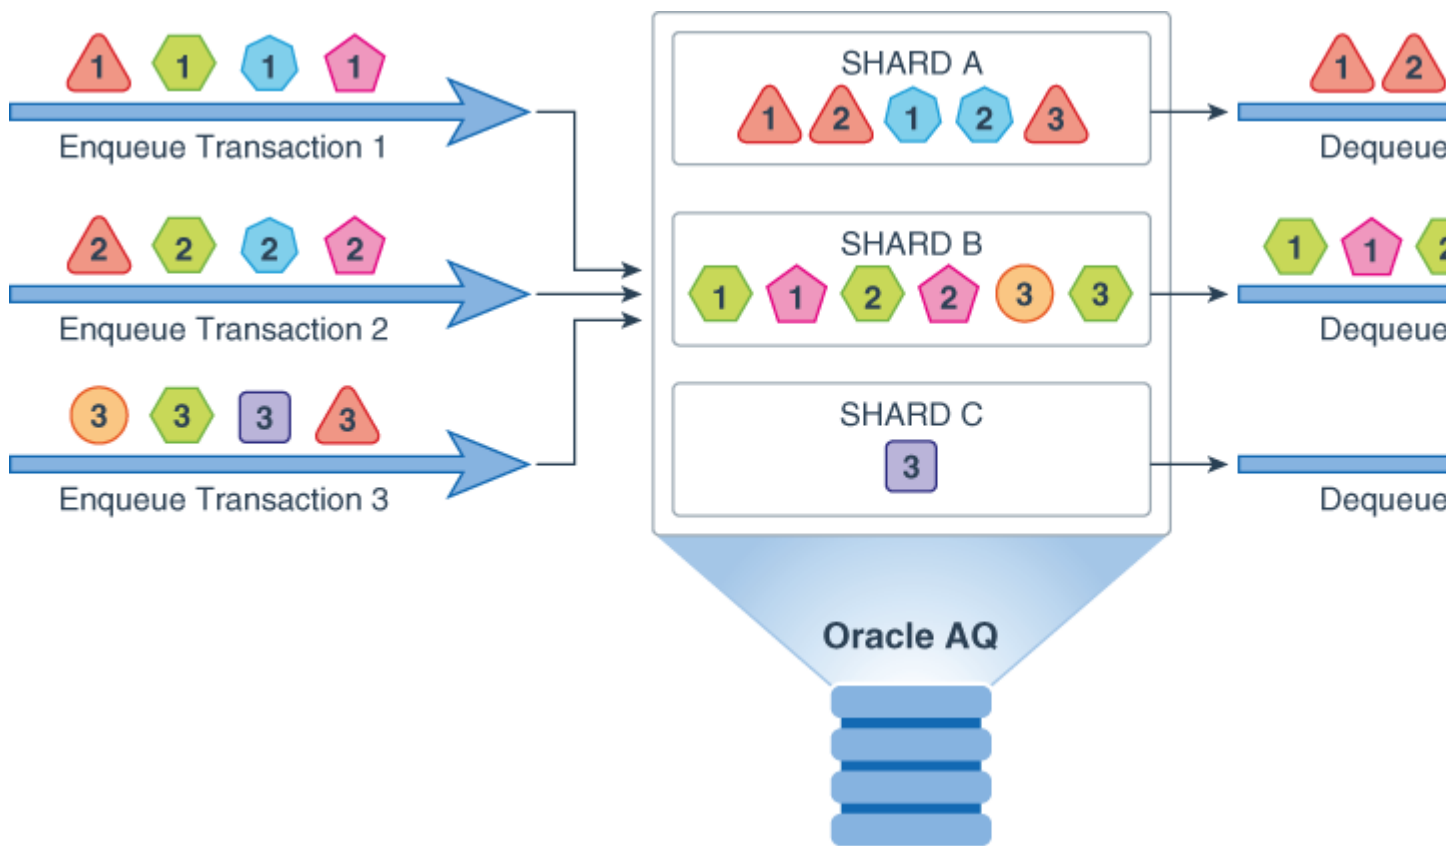 1 1 1 1
Enqueue Transaction 1
2 2 2 2
Enqueue Transaction 2
3 3 3 3
Enqueue Transaction 3
SHARD A
1 2 1 2 3
SHARD B
1 1 2 2 3 3
SHARD C
3
Oracle AQ
1 2
Dequeue
1 1 2
Dequeue
Dequeue